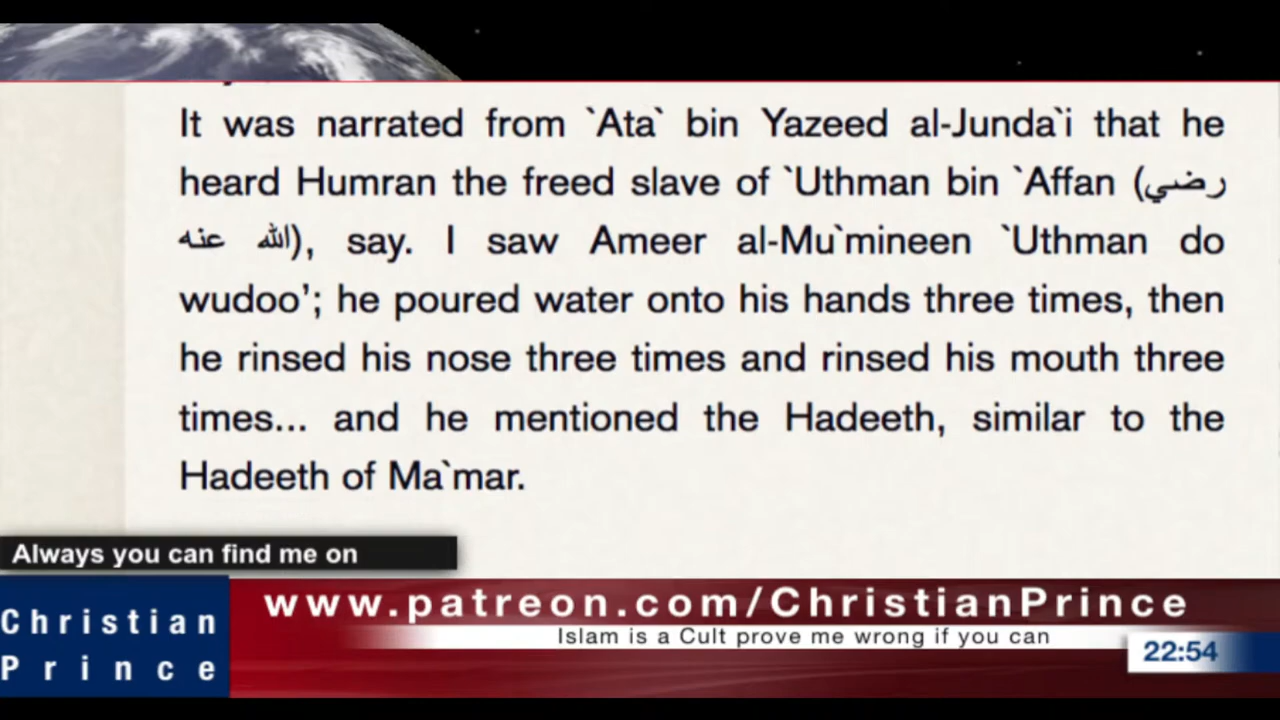 It was narrated from `Ata` bin Yazeed al-Junda`i that he
heard Humran the freed slave of `Uthman bin `Affan (رضي
الله عنه), say. I saw Ameer al-Mu`mineen `Uthman do
wudoo'; he poured water onto his hands three times, then
he rinsed his nose three times and rinsed his mouth three
times... and he mentioned the Hadeeth, similar to the
Hadeeth of Ma`mar.
Always you can find me on
Christian
Prince
www.patreon.com/ChristianPrince
Islam is a Cult prove me wrong if you can
22:54